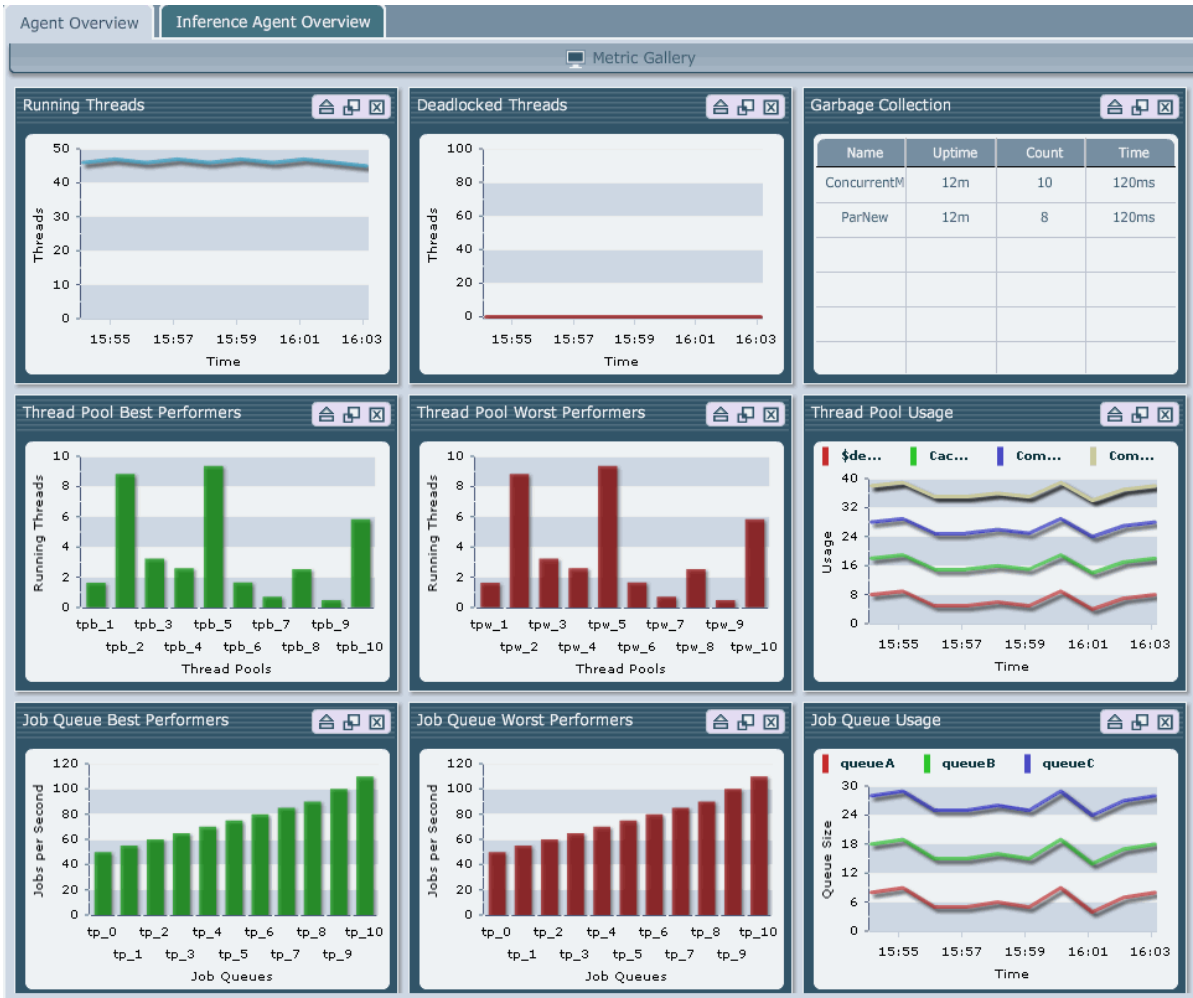 Agent Overview
Inference Agent Overview
Metric Gallery
Running Threads
50
40
30
20
10
0
Threads
15:55 15:57 15:59 16:01 16:03
Time
Deadlocked Threads
100
80
60
40
20
0
Threads
15:55 15:57 15:59 16:01 16:03
Time
Garbage Collection
Name Uptime Count Time
ConcurrentM 12m 10 120ms
ParNew 12m 8 120ms
Thread Pool Best Performers
10
8
6
4
2
0
Running Threads
tpb_1 tpb_3 tpb_5 tpb_7 tpb_9
tpb_2 tpb_4 tpb_6 tpb_8 tpb_10
Thread Pools
Thread Pool Worst Performers
10
8
6
4
2
0
Running Threads
tpw_1 tpw_3 tpw_5 tpw_7 tpw_9
tpw_2 tpw_4 tpw_6 tpw_8 tpw_10
Thread Pools
Thread Pool Usage
$de... Cac... Com... Com...
40
32
24
16
8
0
Usage
15:55 15:57 15:59 16:01 16:03
Time
Job Queue Best Performers
120
100
80
60
40
20
0
Jobs per Second
tp_0 tp_2 tp_4 tp_6 tp_8 tp_10
tp_1 tp_3 tp_5 tp_7 tp_9
Job Queues
Job Queue Worst Performers
120
100
80
60
40
20
0
Jobs per Second
tp_0 tp_2 tp_4 tp_6 tp_8 tp_10
tp_1 tp_3 tp_5 tp_7 tp_9
Job Queues
Job Queue Usage
queueA queueB queueC
30
24
18
12
6
0
Queue Size
15:55 15:57 15:59 16:01 16:03
Time